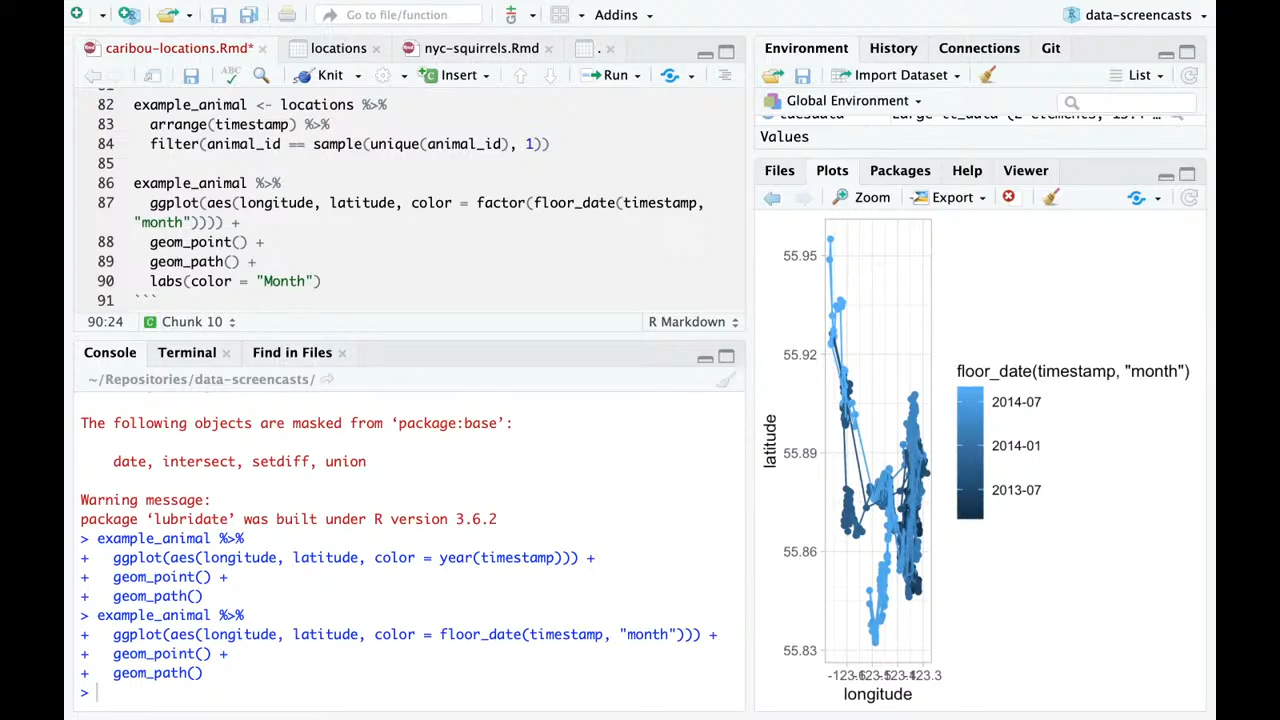 Go to file/function
Addins
data-screencasts
caribou-locations.Rmd*
locations
nyc-squirrels.Rmd
.
ABC
Knit
Insert
Run
82 example_animal <- locations %>%
83 arrange(timestamp) %>%
84 filter(animal_id == sample(unique(animal_id), 1))
85
86 example_animal %>%
87 ggplot(aes(longitude, latitude, color = factor(floor_date(timestamp,
"month")))) +
88 geom_point() +
89 geom_path() +
90 labs(color = "Month")
91 ```
90:24 Chunk 10 R Markdown
Console Terminal Find in Files
~/Repositories/data-screencasts/
The following objects are masked from ‘package:base’:
date, intersect, setdiff, union
Warning message:
package ‘lubridate’ was built under R version 3.6.2
> example_animal %>%
+ ggplot(aes(longitude, latitude, color = year(timestamp))) +
+ geom_point() +
+ geom_path()
> example_animal %>%
+ ggplot(aes(longitude, latitude, color = floor_date(timestamp, "month"))) +
+ geom_point() +
+ geom_path()
>
Environment History Connections Git
Import Dataset List
Global Environment
Values
Files Plots Packages Help Viewer
Zoom Export
55.95
55.92
55.89
55.86
55.83
latitude
longitude
floor_date(timestamp, "month")
2014-07
2014-01
2013-07